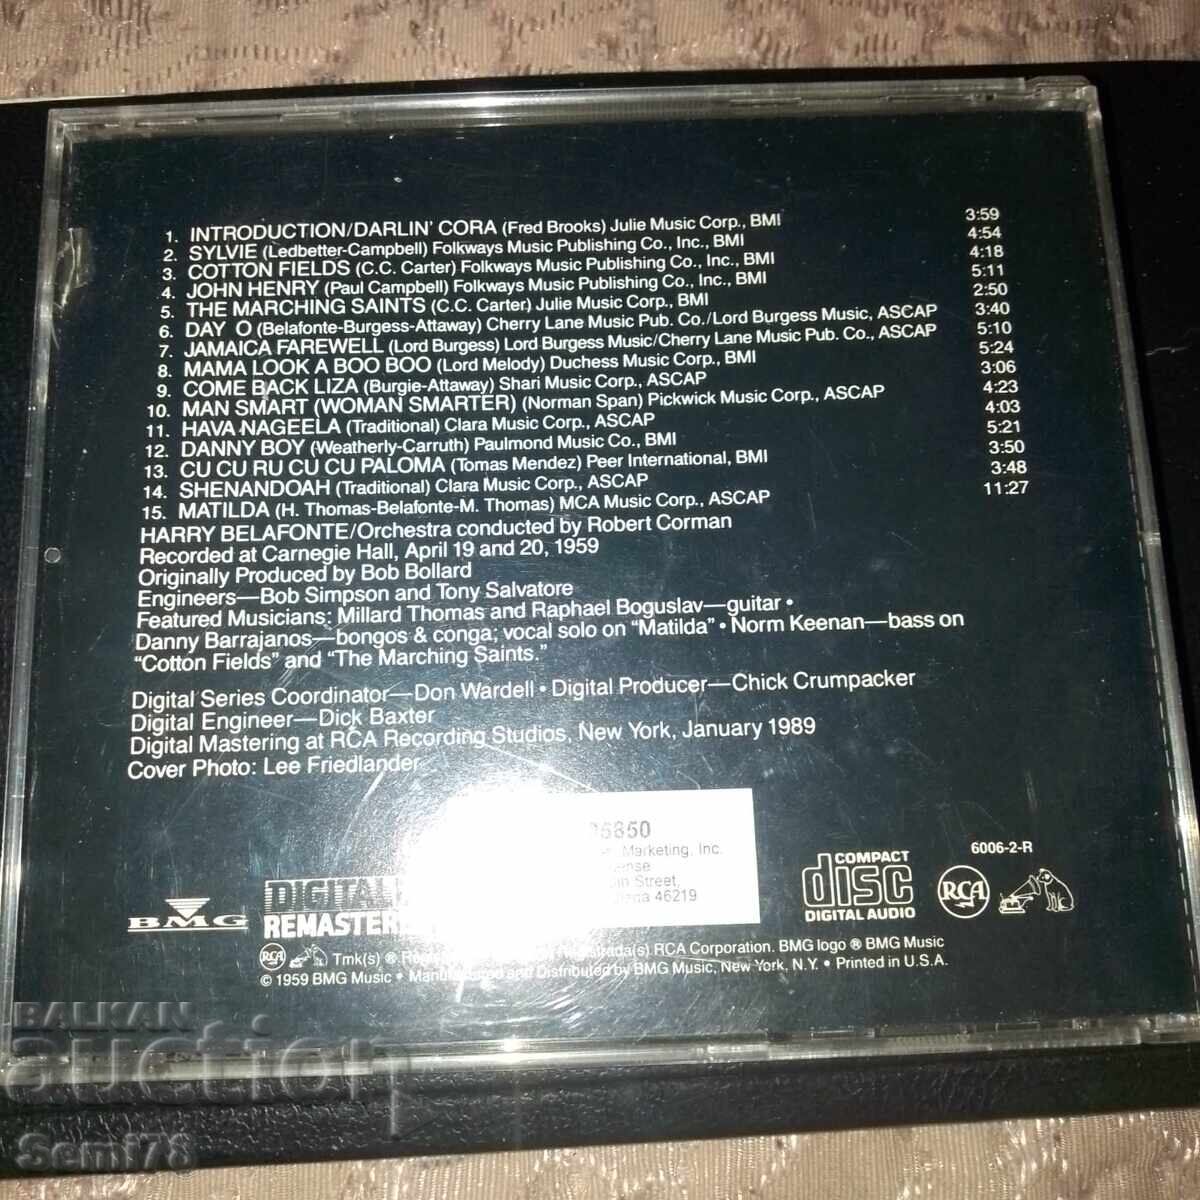 1. INTRODUCTION/DARLIN' CORA (Fred Brooks) Julie Music Corp., BMI 3:59
2. SYLVIE (Ledbetter-Campbell) Folkways Music Publishing Co., Inc., BMI 4:54
3. COTTON FIELDS (C.C. Carter) Folkways Music Publishing Co., Inc., BMI 4:18
4. JOHN HENRY (Paul Campbell) Folkways Music Publishing Co., Inc., BMI 5:11
5. THE MARCHING SAINTS (C.C. Carter) Julie Music Corp., BMI 2:50
6. DAY O (Belafonte-Burgess-Attaway) Cherry Lane Music Pub. Co./Lord Burgess Music, ASCAP 3:40
7. JAMAICA FAREWELL (Lord Burgess) Lord Burgess Music/Cherry Lane Music Pub. Co., ASCAP 5:10
8. MAMA LOOK A BOO BOO (Lord Melody) Duchess Music Corp., BMI 5:24
9. COME BACK LIZA (Burgie-Attaway) Shari Music Corp., ASCAP 3:06
10. MAN SMART (WOMAN SMARTER) (Norman Span) Pickwick Music Corp., ASCAP 4:23
11. HAVA NAGEELA (Traditional) Clara Music Corp., ASCAP 4:03
12. DANNY BOY (Weatherly-Carruth) Paulmond Music Co., BMI 5:21
13. CU CU RU CU CU PALOMA (Tomas Mendez) Peer International, BMI 3:50
14. SHENANDOAH (Traditional) Clara Music Corp., ASCAP 3:48
15. MATILDA (H. Thomas-Belafonte-M. Thomas) MCA Music Corp., ASCAP 11:27
HARRY BELAFONTE/Orchestra conducted by Robert Corman
Recorded at Carnegie Hall, April 19 and 20, 1959
Originally Produced by Bob Bollard
Engineers—Bob Simpson and Tony Salvatore
Featured Musicians: Millard Thomas and Raphael Boguslav—guitar •
Danny Barrajanos—bongos & conga; vocal solo on "Matilda" • Norm Keenan—bass on
"Cotton Fields" and "The Marching Saints."
Digital Series Coordinator—Don Wardell • Digital Producer—Chick Crumpacker
Digital Engineer—Dick Baxter
Digital Mastering at RCA Recording Studios, New York, January 1989
Cover Photo: Lee Friedlander
Marketing, Inc.
Street,
46219
6006-2-R
BMG
DIGITAL
REMASTERE
COMPACT
disc
DIGITAL AUDIO
RCA
RCA Tmk(s) ® RCA Corporation. BMG logo ® BMG Music
© 1959 BMG Music • Manufactured and Distributed by BMG Music, New York, N.Y. • Printed in U.S.A.
BALKAN
auction
Semi78